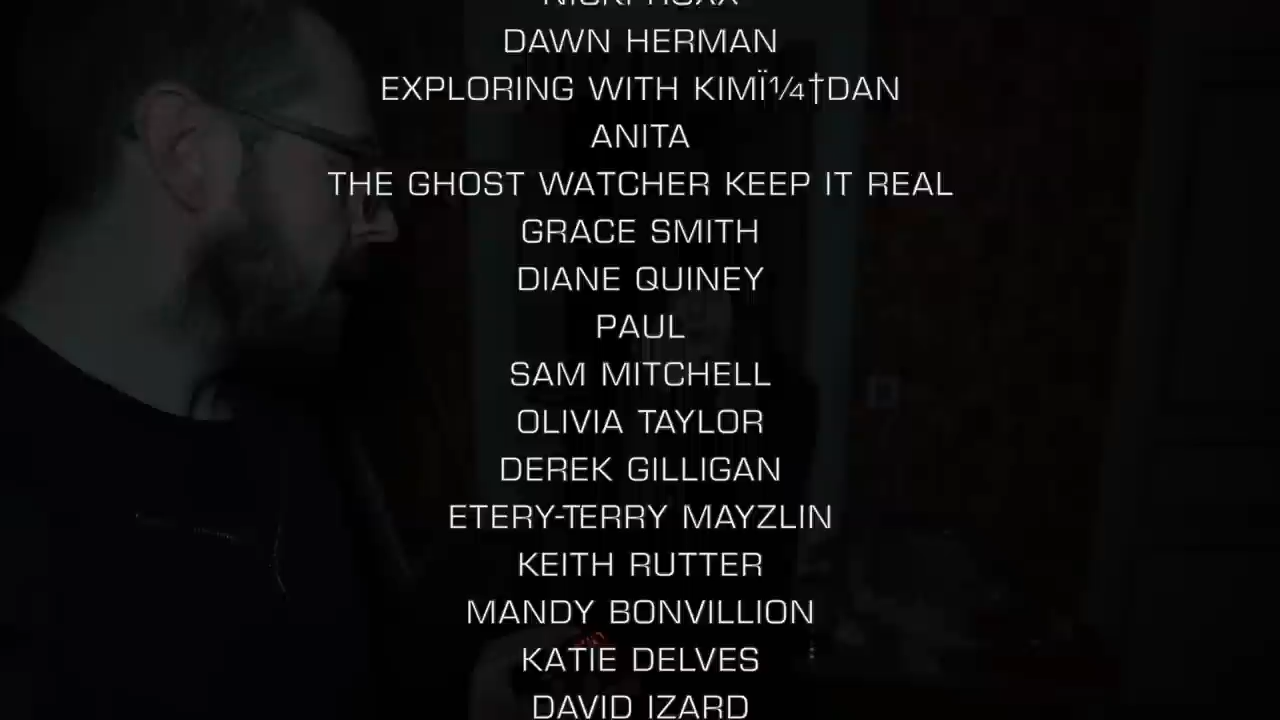 DAWN HERMAN
EXPLORING WITH KIMÏ¼†DAN
ANITA
THE GHOST WATCHER KEEP IT REAL
GRACE SMITH
DIANE QUINEY
PAUL
SAM MITCHELL
OLIVIA TAYLOR
DEREK GILLIGAN
ETERY-TERRY MAYZLIN
KEITH RUTTER
MANDY BONVILLION
KATIE DELVES
DAVID IZARD